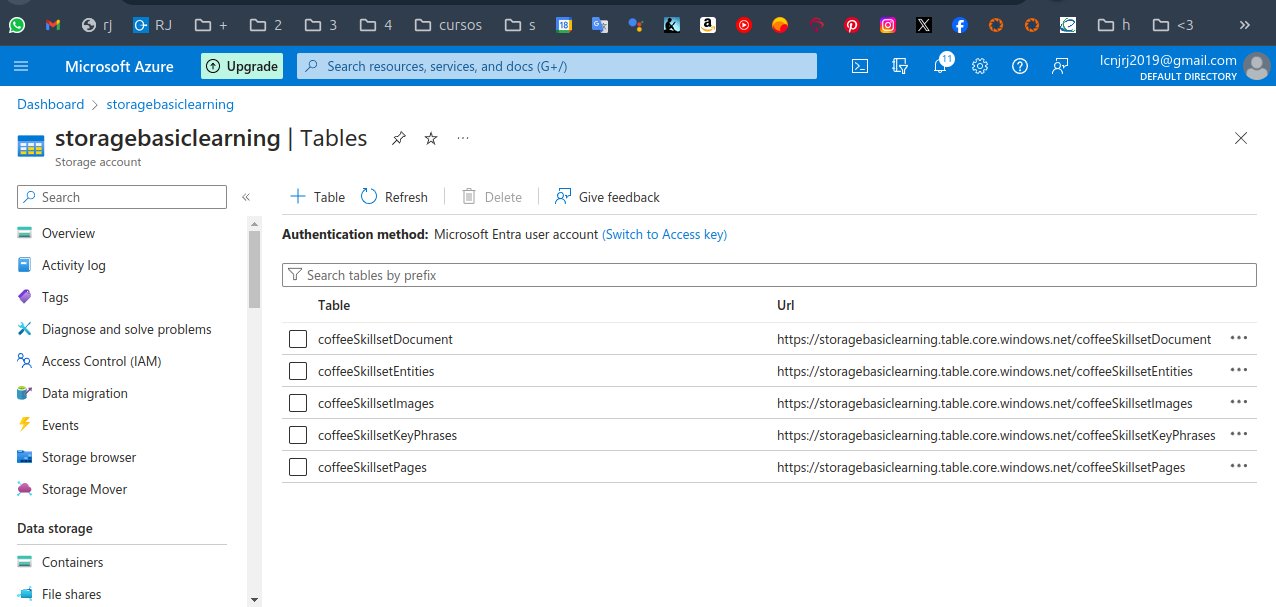 rj RJ + 2 3 4 cursos s 18 a X h <3 »
Microsoft Azure Upgrade Search resources, services, and docs (G+/) 11 lcnjrj2019@gmail.com
DEFAULT DIRECTORY
Dashboard > storagebasiclearning
storagebasiclearning | Tables ...
Storage account
Search « + Table Refresh Delete Give feedback
Overview
Authentication method: Microsoft Entra user account (Switch to Access key)
Activity log
Search tables by prefix
Tags
Table Url
Diagnose and solve problems
coffeeSkillsetDocument https://storagebasiclearning.table.core.windows.net/coffeeSkillsetDocument ...
Access Control (IAM)
coffeeSkillsetEntities https://storagebasiclearning.table.core.windows.net/coffeeSkillsetEntities ...
Data migration
coffeeSkillsetImages https://storagebasiclearning.table.core.windows.net/coffeeSkillsetImages ...
Events
coffeeSkillsetKeyPhrases https://storagebasiclearning.table.core.windows.net/coffeeSkillsetKeyPhrases ...
Storage browser
coffeeSkillsetPages https://storagebasiclearning.table.core.windows.net/coffeeSkillsetPages ...
Storage Mover
Data storage
Containers
File shares